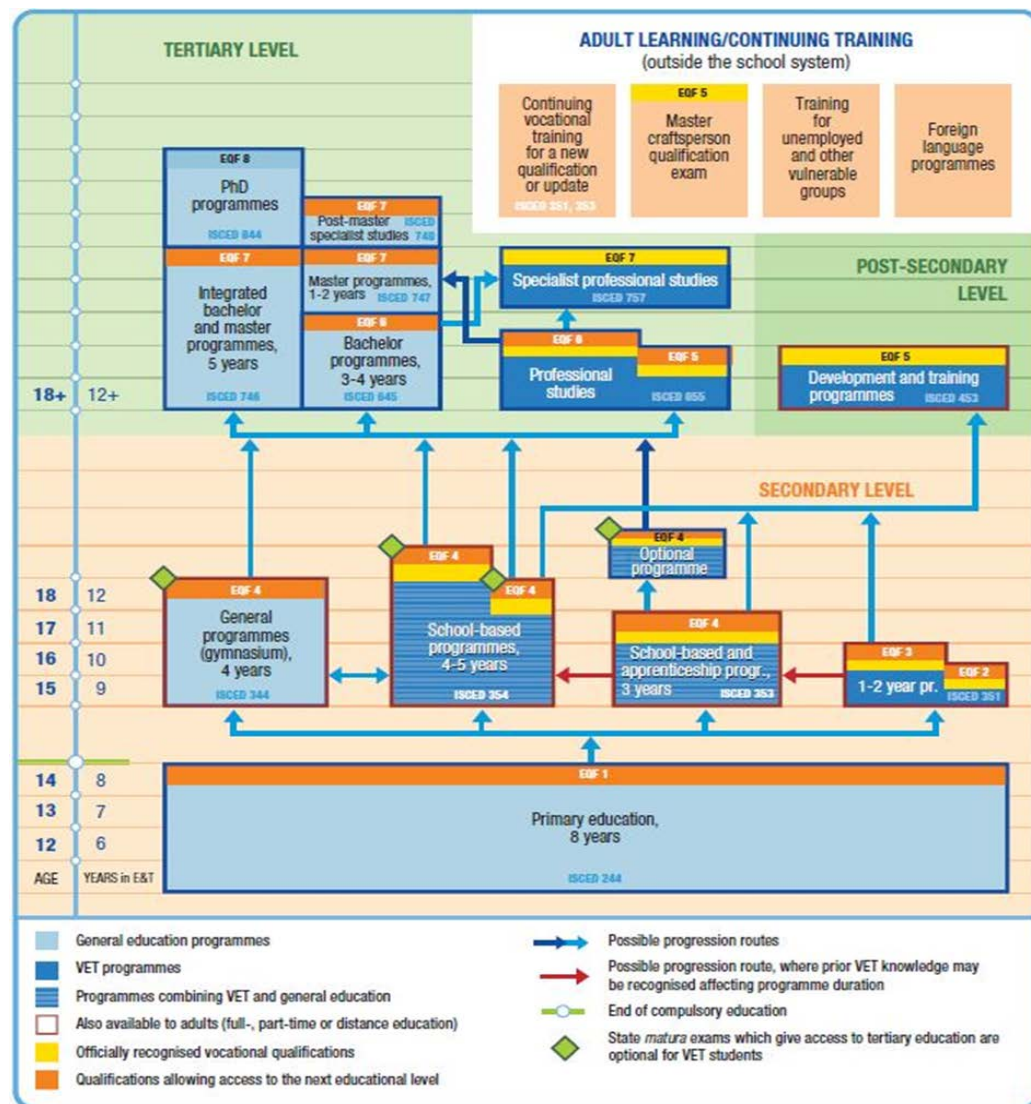 TERTIARY LEVEL
ADULT LEARNING/CONTINUING TRAINING
(outside the school system)
Continuing
vocational
training
for a new
qualification
or update
ISCED 351, 353
EQF 5
Master
craftsperson
qualification
exam
Training
for
unemployed
and other
vulnerable
groups
Foreign
language
programmes
EQF 8
PhD
programmes
ISCED 844
EQF 7
Post-master
specialist studies
ISCED
748
EQF 7
Integrated
bachelor
and master
programmes,
5 years
ISCED 746
EQF 7
Master programmes,
1-2 years ISCED 747
EQF 6
Bachelor
programmes,
3-4 years
ISCED 645
EQF 7
Specialist professional studies
ISCED 757
EQF 6
EQF 5
Professional
studies
ISCED 655
POST-SECONDARY
LEVEL
EQF 5
Development and training
programmes ISCED 453
18+ 12+
SECONDARY LEVEL
EQF 4
Optional
programme
EQF 4
General
programmes
(gymnasium),
4 years
ISCED 344
EQF 4
EQF 4
School-based
programmes,
4-5 years
ISCED 354
EQF 4
School-based and
apprenticeship progr.,
3 years ISCED 353
EQF 3
EQF 2
1-2 year pr.
ISCED 351
18 12
17 11
16 10
15 9
14 8
13 7
12 6
AGE YEARS in E&T
EQF 1
Primary education,
8 years
ISCED 244
General education programmes
VET programmes
Programmes combining VET and general education
Also available to adults (full-, part-time or distance education)
Officially recognised vocational qualifications
Qualifications allowing access to the next educational level
Possible progression routes
Possible progression route, where prior VET knowledge may
be recognised affecting programme duration
End of compulsory education
State matura exams which give access to tertiary education are
optional for VET students